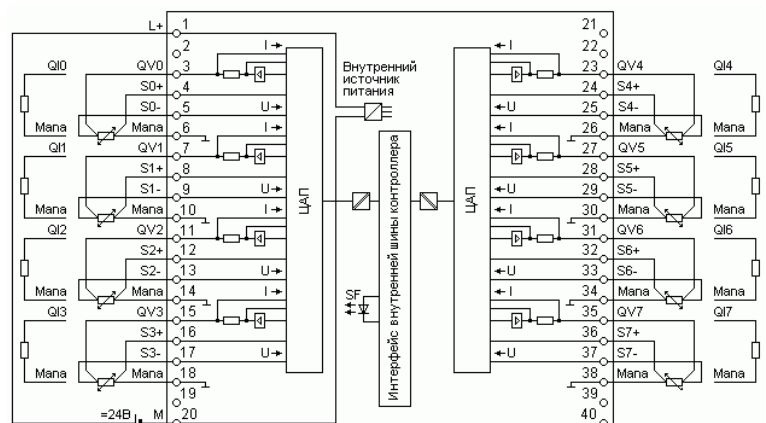 L+ 1 21
2 I I 22
QI0 QV0 3 Внутренний источник питания 23 QV4 QI4
S0+ 4 24 S4+
S0- 5 U U 25 S4-
Mana Mana 6 I I 26 Mana Mana
QI1 QV1 7 27 QV5 QI5
S1+ 8 28 S5+
S1- 9 U U 29 S5-
Mana Mana 10 I I 30 Mana Mana
ЦАП Интерфейс внутренней шины контроллера ЦАП
QI2 QV2 11 31 QV6 QI6
S2+ 12 32 S6+
S2- 13 U U 33 S6-
Mana Mana 14 I SF I 34 Mana Mana
QI3 QV3 15 35 QV7 QI7
S3+ 16 36 S7+
S3- 17 U U 37 S7-
Mana Mana 18 38 Mana Mana
19 39
=24В M 20 40